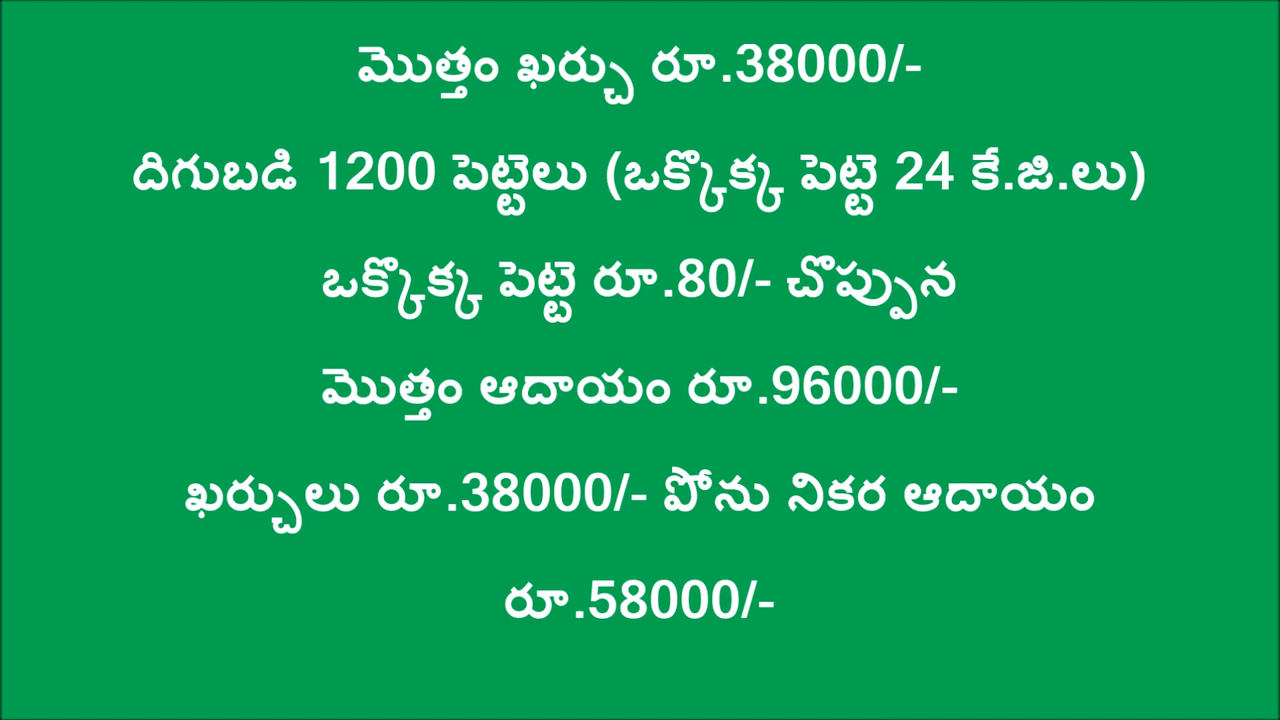 మొత్తం ఖర్చు రూ.38000/-
దిగుబడి 1200 పెట్టెలు (ఒక్కొక్క పెట్టె 24 కే.జి.లు)
ఒక్కొక్క పెట్టె రూ.80/- చొప్పున
మొత్తం ఆదాయం రూ.96000/-
ఖర్చులు రూ.38000/- పోను నికర ఆదాయం
రూ.58000/-